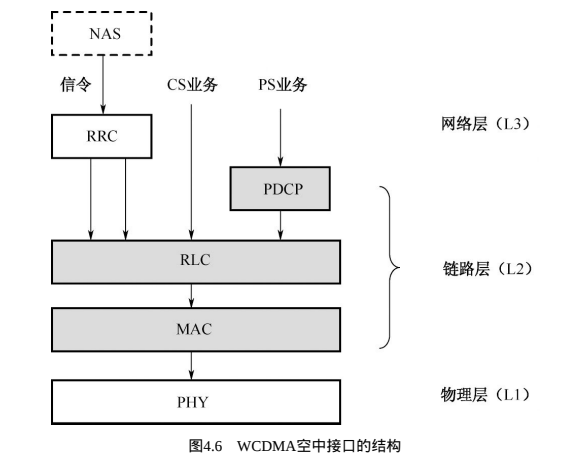 NAS
信令
CS业务
PS业务
RRC
网络层（L3）
PDCP
RLC
链路层（L2）
MAC
物理层（L1）
PHY
图4.6 WCDMA空中接口的结构